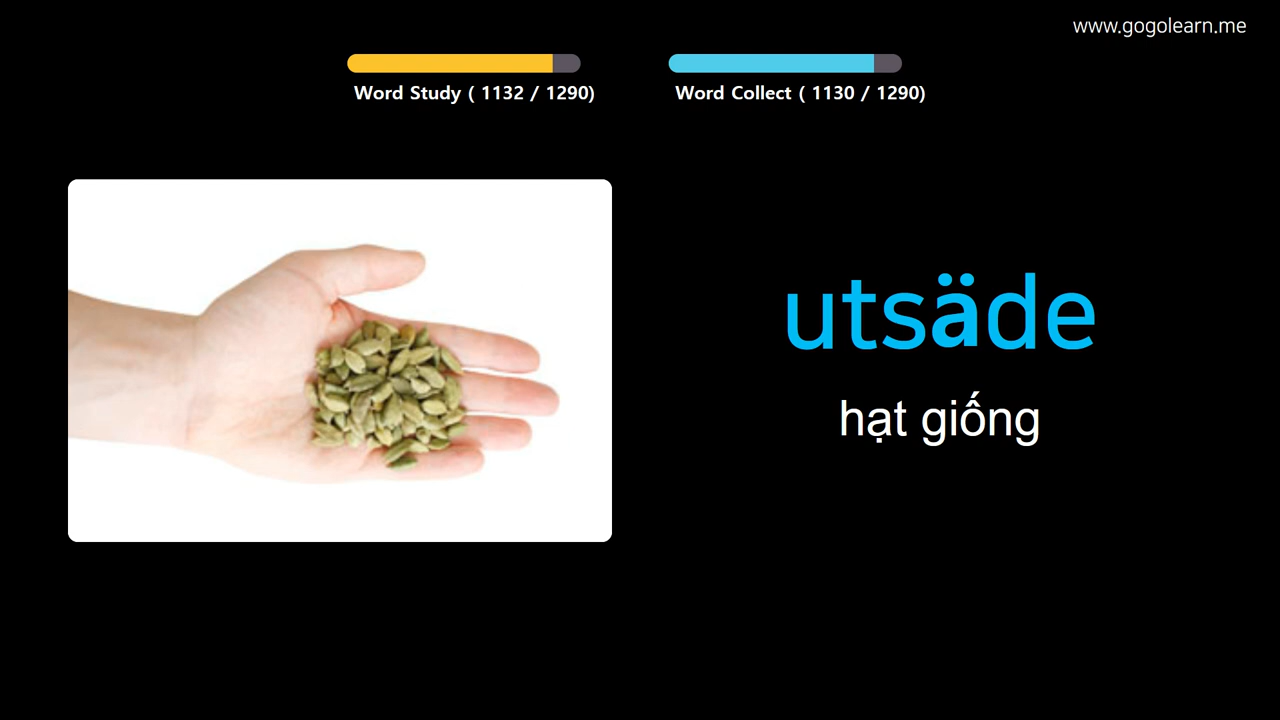 www.gogolearn.me
Word Study ( 1132 / 1290)
Word Collect ( 1130 / 1290)
utsäde
hạt giống